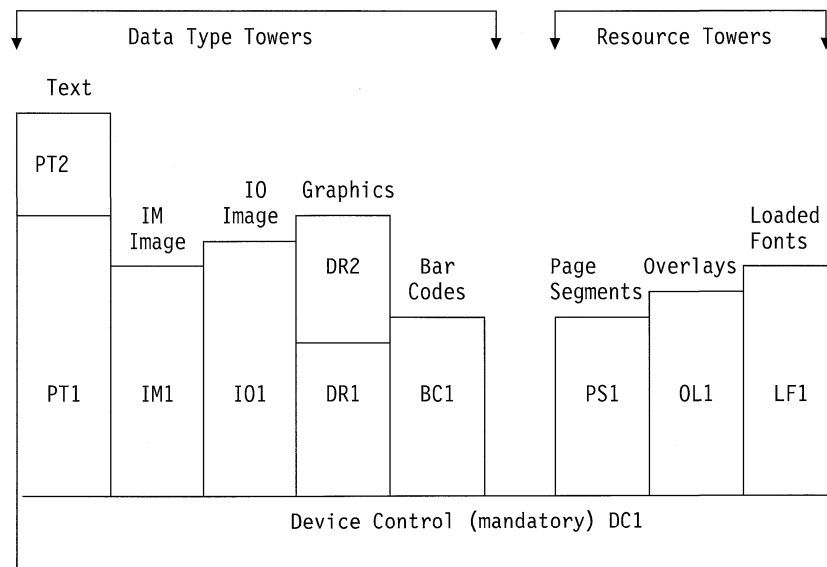 Data Type Towers
Resource Towers
Text
PT2
IO
Image
Graphics
IM
Image
Loaded
Fonts
DR2
Bar
Codes
Page
Segments
Overlays
PT1
IM1
IO1
DR1
BC1
PS1
OL1
LF1
Device Control (mandatory) DC1